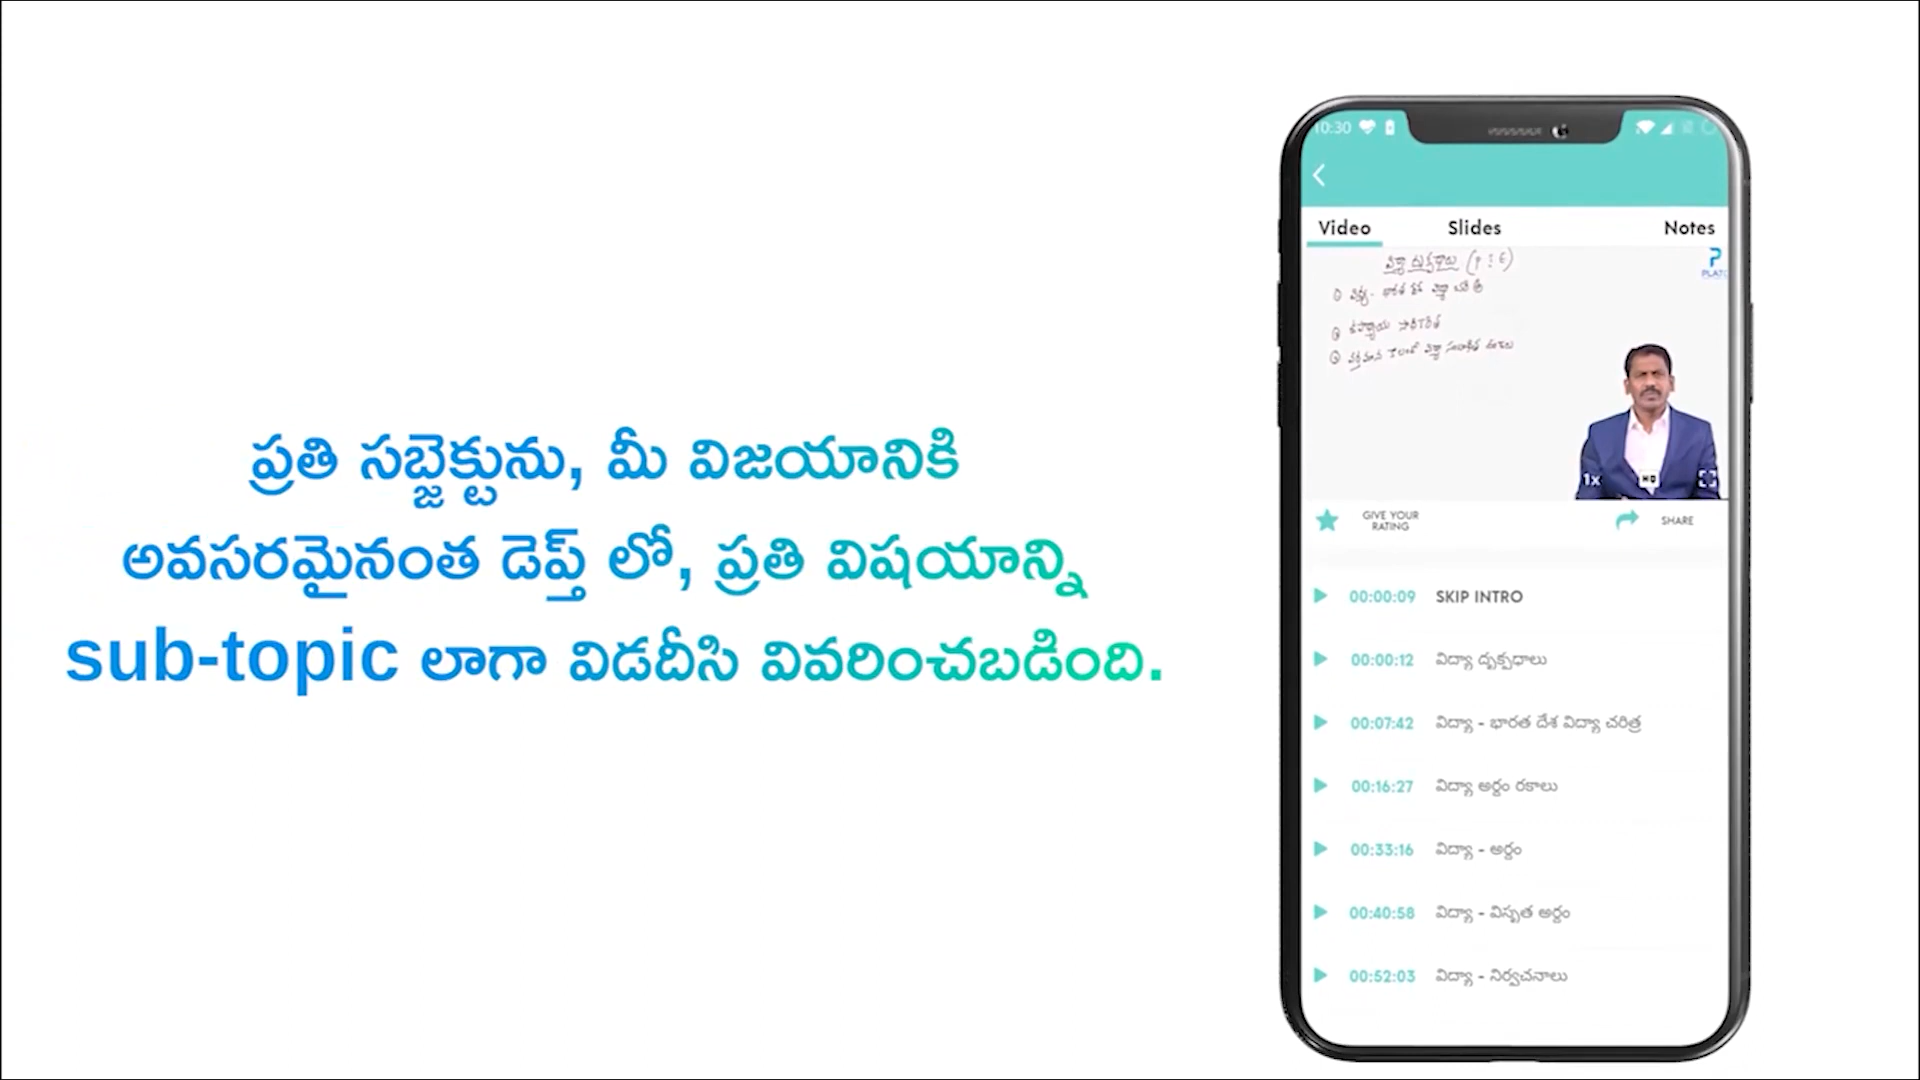 ప్రతి సబ్జెక్టును, మీ విజయానికి
అవసరమైనంత డెప్త్ లో, ప్రతి విషయాన్ని
sub-topic లాగా విడదీసి వివరించబడింది.
10:30
Video Slides Notes
PLATO
1x HD
GIVE YOUR
RATING
SHARE
00:00:09 SKIP INTRO
00:00:12 విద్యా దృక్పధాలు
00:07:42 విద్యా - భారత దేశ విద్యా చరిత్ర
00:16:27 విద్యా అర్ధం రకాలు
00:33:16 విద్యా - అర్ధం
00:40:58 విద్యా - విసృత అర్ధం
00:52:03 విద్యా - నిర్వచనాలు